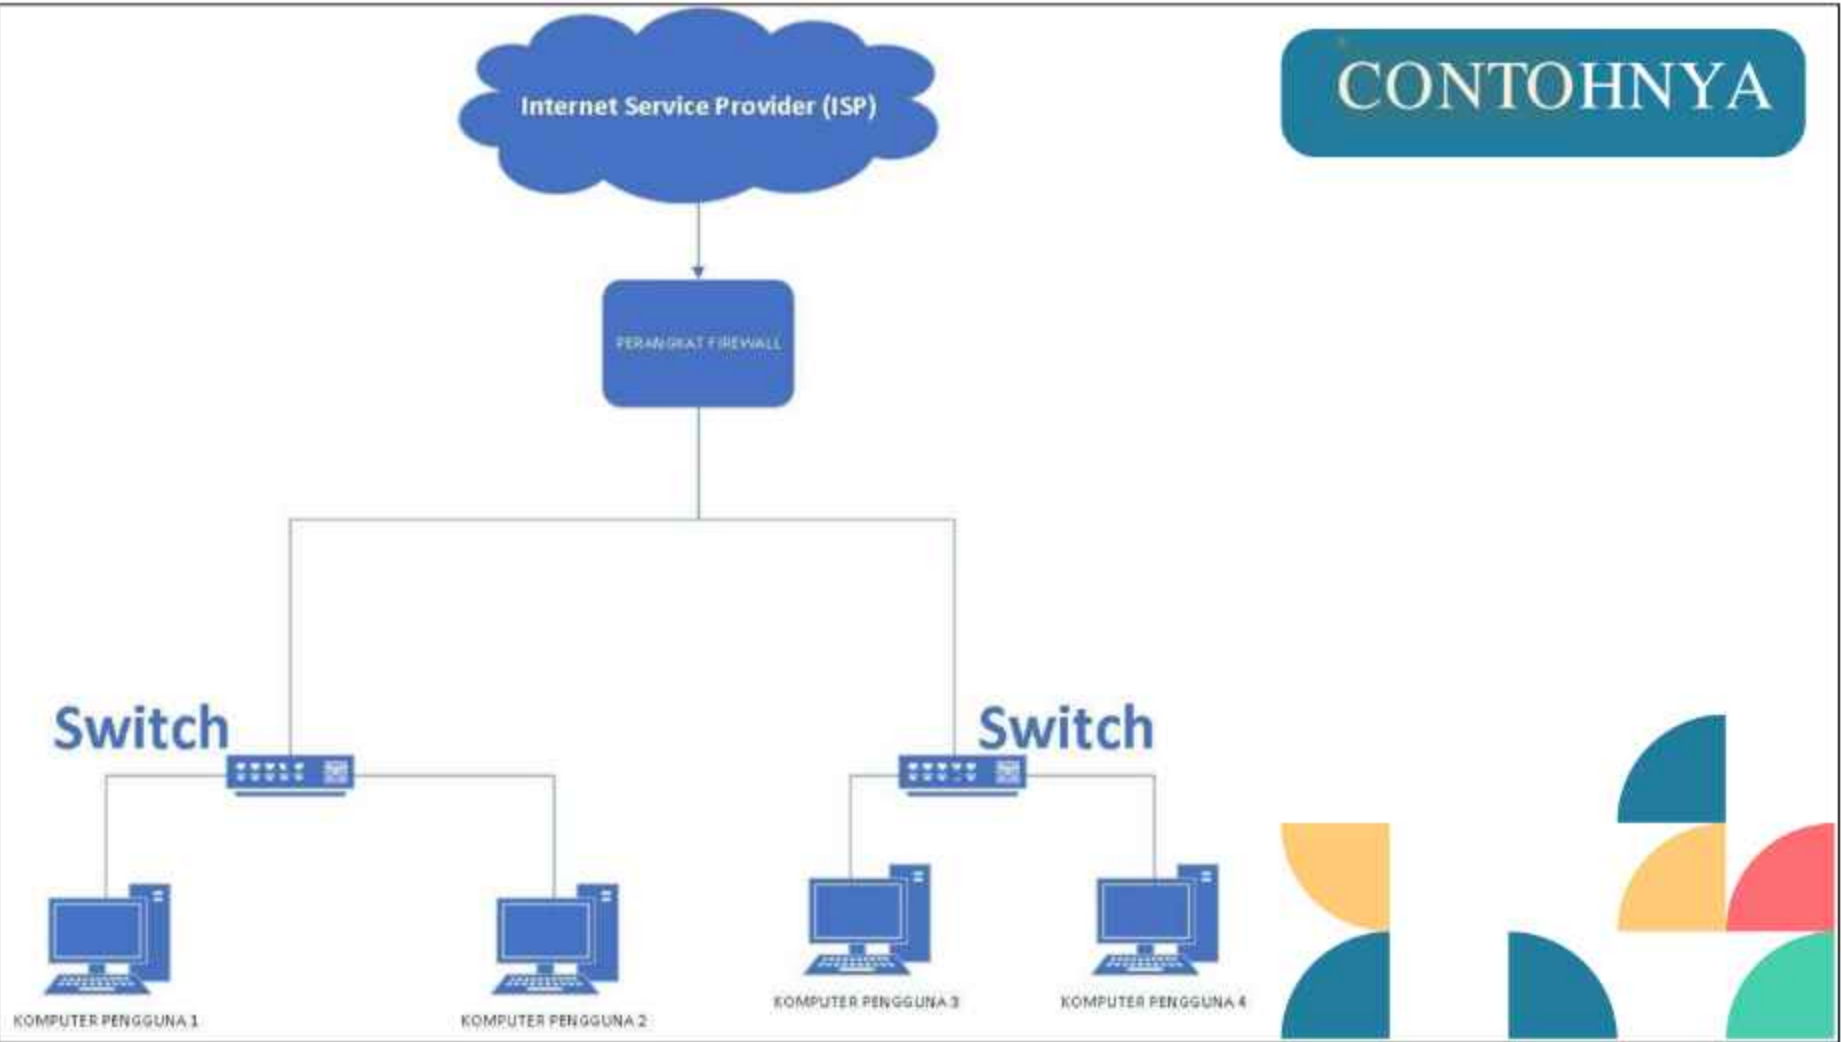 Internet Service Provider (ISP)
CONTOHNYA
PERANGKAT FIREWALL
Switch
Switch
KOMPUTER PENGGUNA 1
KOMPUTER PENGGUNA 2
KOMPUTER PENGGUNA 3
KOMPUTER PENGGUNA 4